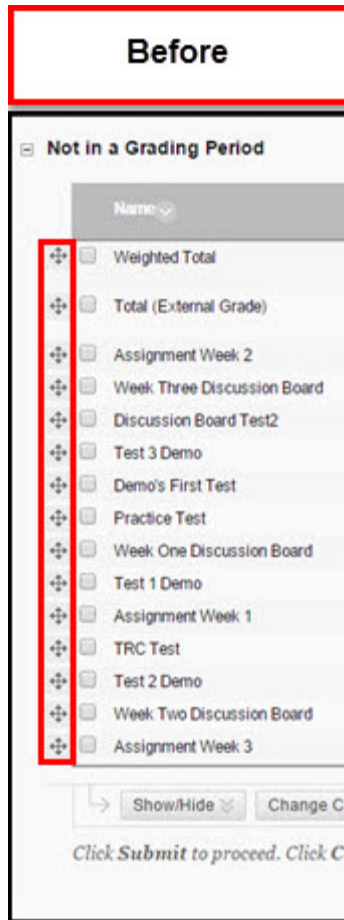 Before
Not in a Grading Period
Name
Weighted Total
Total (External Grade)
Assignment Week 2
Week Three Discussion Board
Discussion Board Test2
Test 3 Demo
Demo's First Test
Practice Test
Week One Discussion Board
Test 1 Demo
Assignment Week 1
TRC Test
Test 2 Demo
Week Two Discussion Board
Assignment Week 3
Show/Hide Change C
Click Submit to proceed. Click C